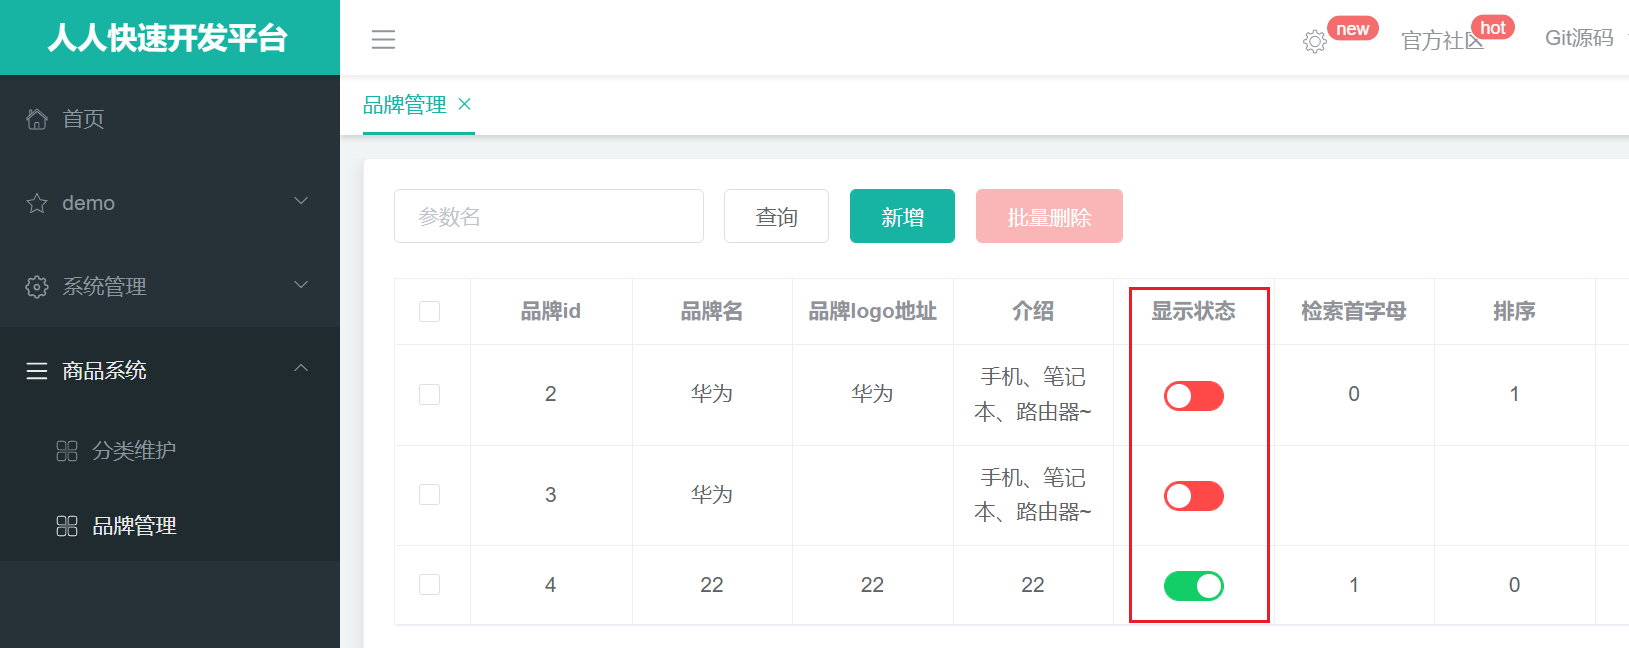 人人快速开发平台
new
官方社区
hot
Git源码
首页
demo
系统管理
商品系统
分类维护
品牌管理
品牌管理
参数名
查询
新增
批量删除
品牌id 品牌名 品牌logo地址 介绍 显示状态 检索首字母 排序
2 华为 华为 手机、笔记 0 1
本、路由器~
3 华为 手机、笔记
本、路由器~
4 22 22 22 1 0